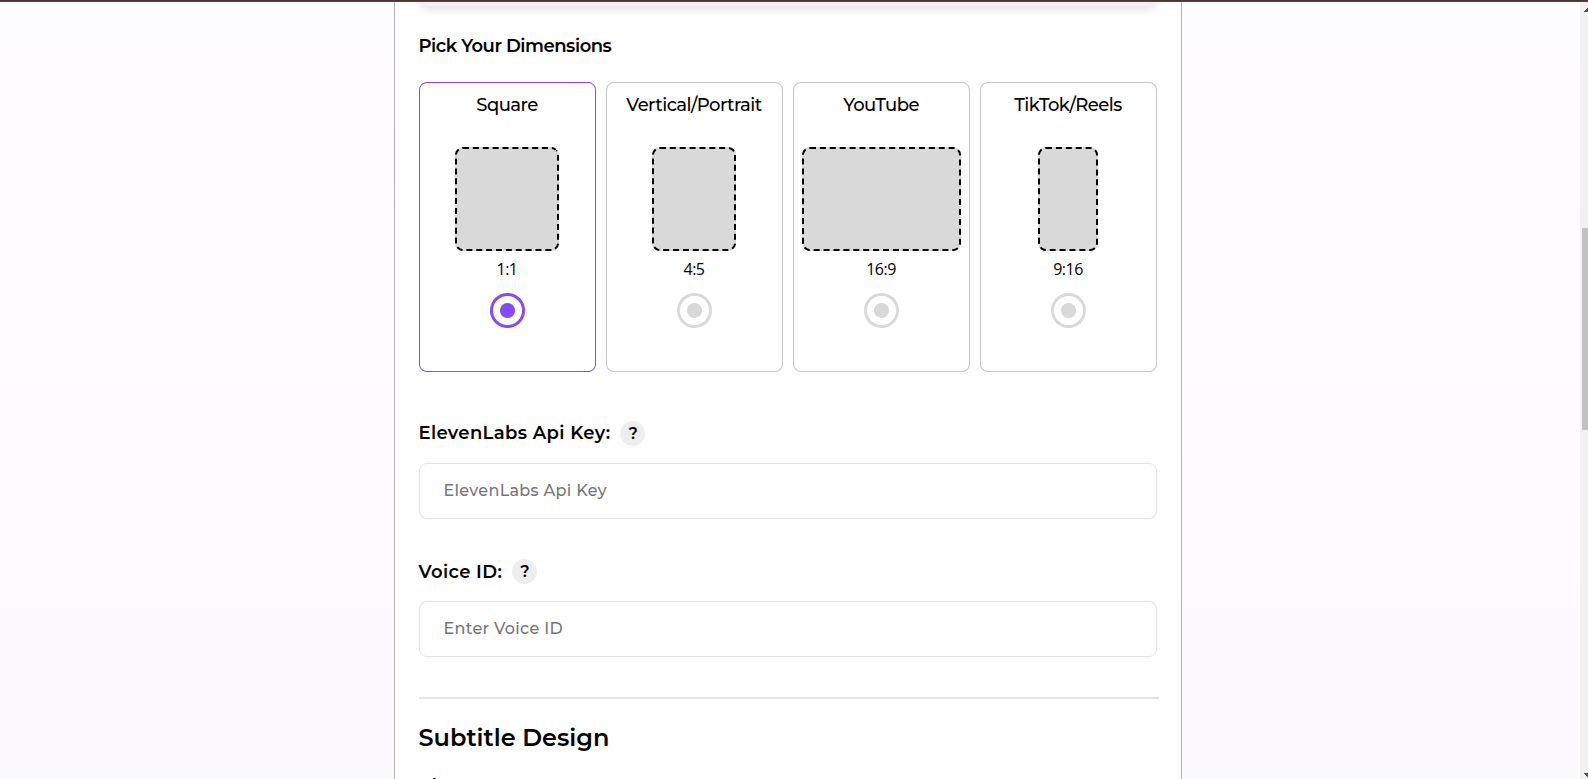 Pick Your Dimensions
Square
Vertical/Portrait
YouTube
TikTok/Reels
1:1
4:5
16:9
9:16
ElevenLabs Api Key: ?
ElevenLabs Api Key
Voice ID: ?
Enter Voice ID
Subtitle Design